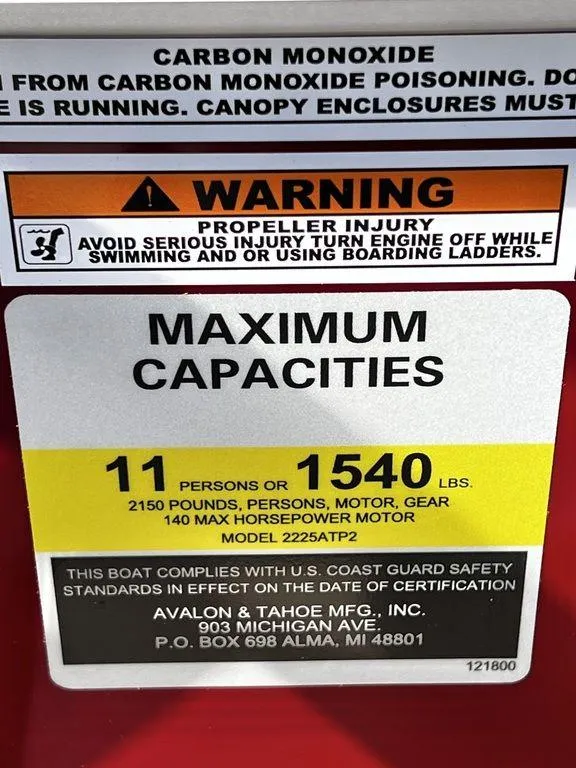 CARBON MONOXIDE
FROM CARBON MONOXIDE POISONING. DO
E IS RUNNING. CANOPY ENCLOSURES MUST
WARNING
PROPELLER INJURY
AVOID SERIOUS INJURY TURN ENGINE OFF WHILE
SWIMMING AND OR USING BOARDING LADDERS.
MAXIMUM
CAPACITIES
11 PERSONS OR 1540 LBS.
2150 POUNDS, PERSONS, MOTOR, GEAR
140 MAX HORSEPOWER MOTOR
MODEL 2225ATP2
THIS BOAT COMPLIES WITH U.S. COAST GUARD SAFETY
STANDARDS IN EFFECT ON THE DATE OF CERTIFICATION
AVALON & TAHOE MFG., INC.
903 MICHIGAN AVE.
P.O. BOX 698 ALMA, MI 48801
121800